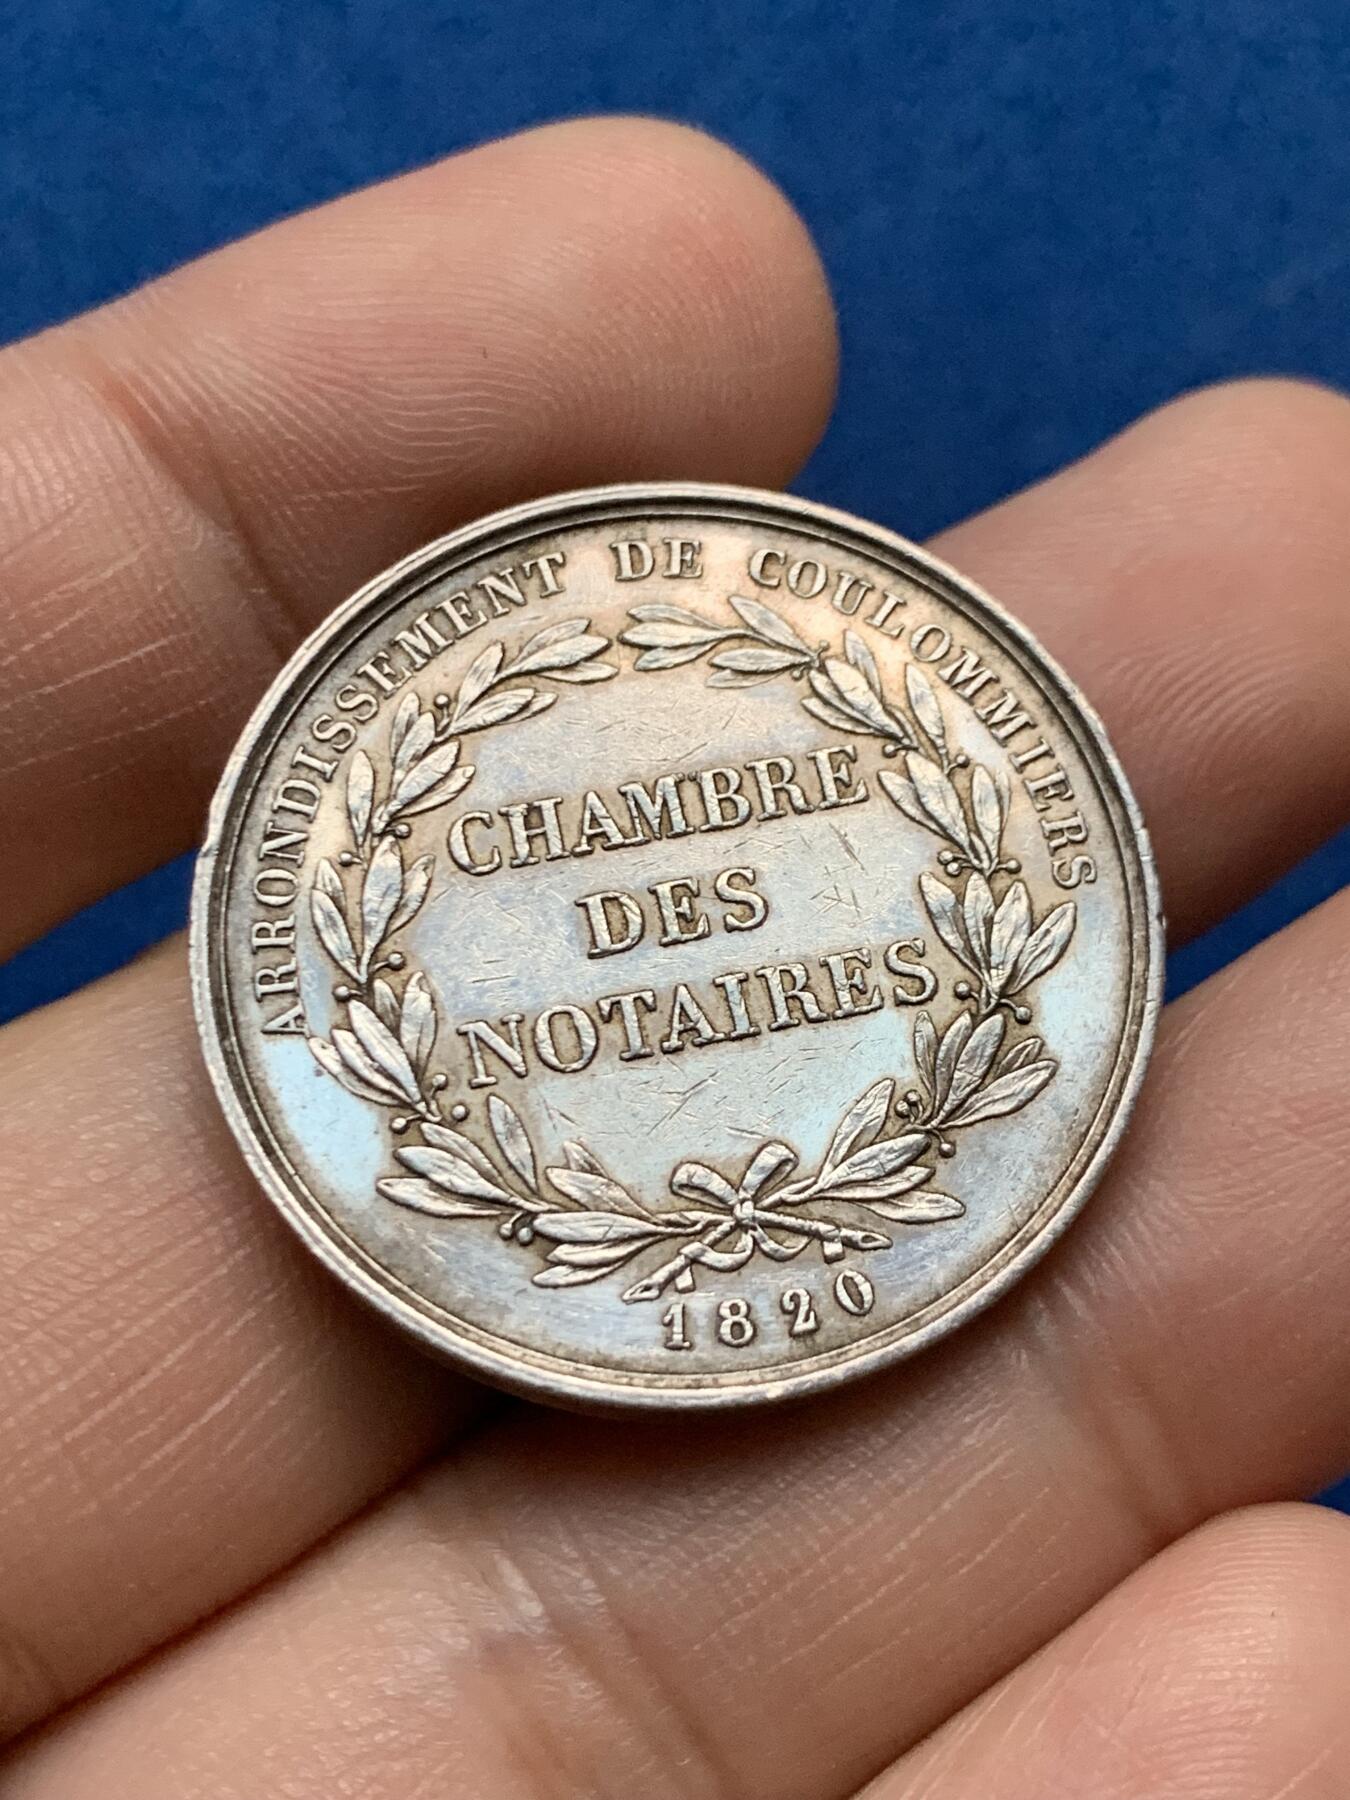 ARRONDISSEMENT DE COULOMMIERS
CHAMBRE
DES
NOTAIRES
1820